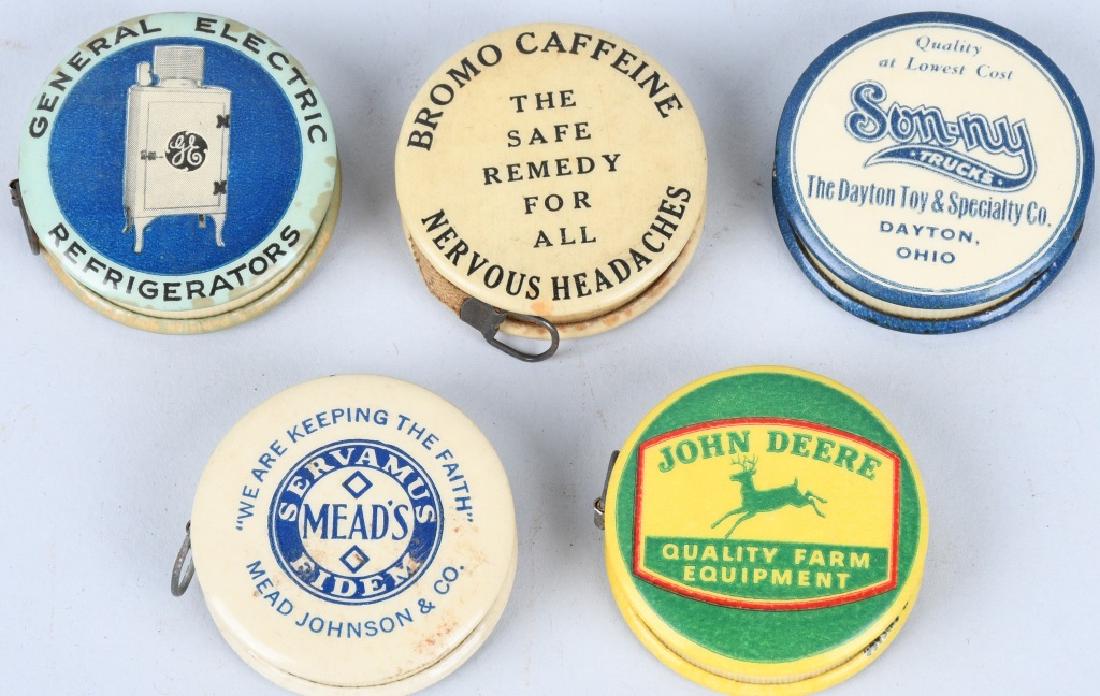 GENERAL ELECTRIC
GE
REFRIGERATORS
BROMO CAFFEINE
THE
SAFE
REMEDY
FOR
ALL
NERVOUS HEADACHES
Quality
at Lowest Cost
Son-ny
TRUCKS
The Dayton Toy & Specialty Co.
DAYTON,
OHIO
"WE ARE KEEPING THE FAITH"
SERVAMUS
MEAD'S
FIDEM
MEAD JOHNSON & CO.
JOHN DEERE
QUALITY FARM
EQUIPMENT